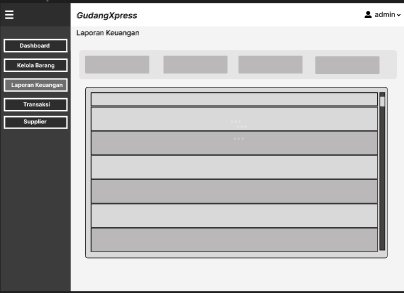 GudangXpress
admin
Laporan Keuangan
Dashboard
Kelola Barang
Laporan Keuangan
Transaksi
Supplier